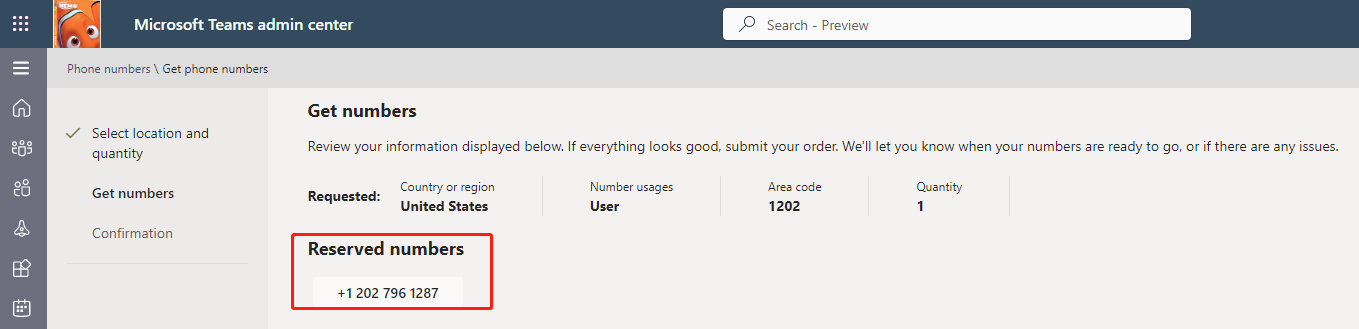 Microsoft Teams admin center
Search - Preview
Phone numbers \ Get phone numbers
Select location and
quantity
Get numbers
Confirmation
Get numbers
Review your information displayed below. If everything looks good, submit your order. We'll let you know when your numbers are ready to go, or if there are any issues.
Requested:
Country or region
United States
Number usages
User
Area code
1202
Quantity
1
Reserved numbers
+1 202 796 1287